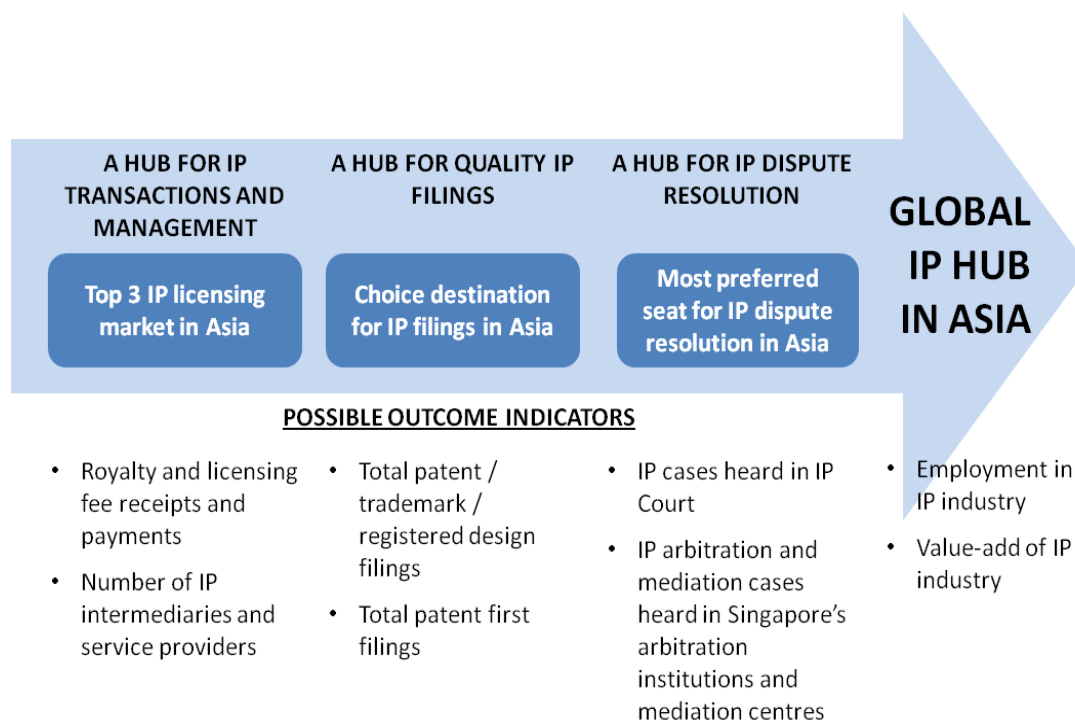 A HUB FOR IP
TRANSACTIONS AND
MANAGEMENT
Top 3 IP licensing
market in Asia
A HUB FOR QUALITY IP
FILINGS
Choice destination
for IP filings in Asia
A HUB FOR IP DISPUTE
RESOLUTION
Most preferred
seat for IP dispute
resolution in Asia
GLOBAL
IP HUB
IN ASIA
POSSIBLE OUTCOME INDICATORS
• Royalty and licensing
fee receipts and
payments
• Number of IP
intermediaries and
service providers
• Total patent /
trademark /
registered design
filings
• Total patent first
filings
• IP cases heard in IP
Court
• IP arbitration and
mediation cases
heard in Singapore’s
arbitration
institutions and
mediation centres
• Employment in
IP industry
• Value-add of IP
industry